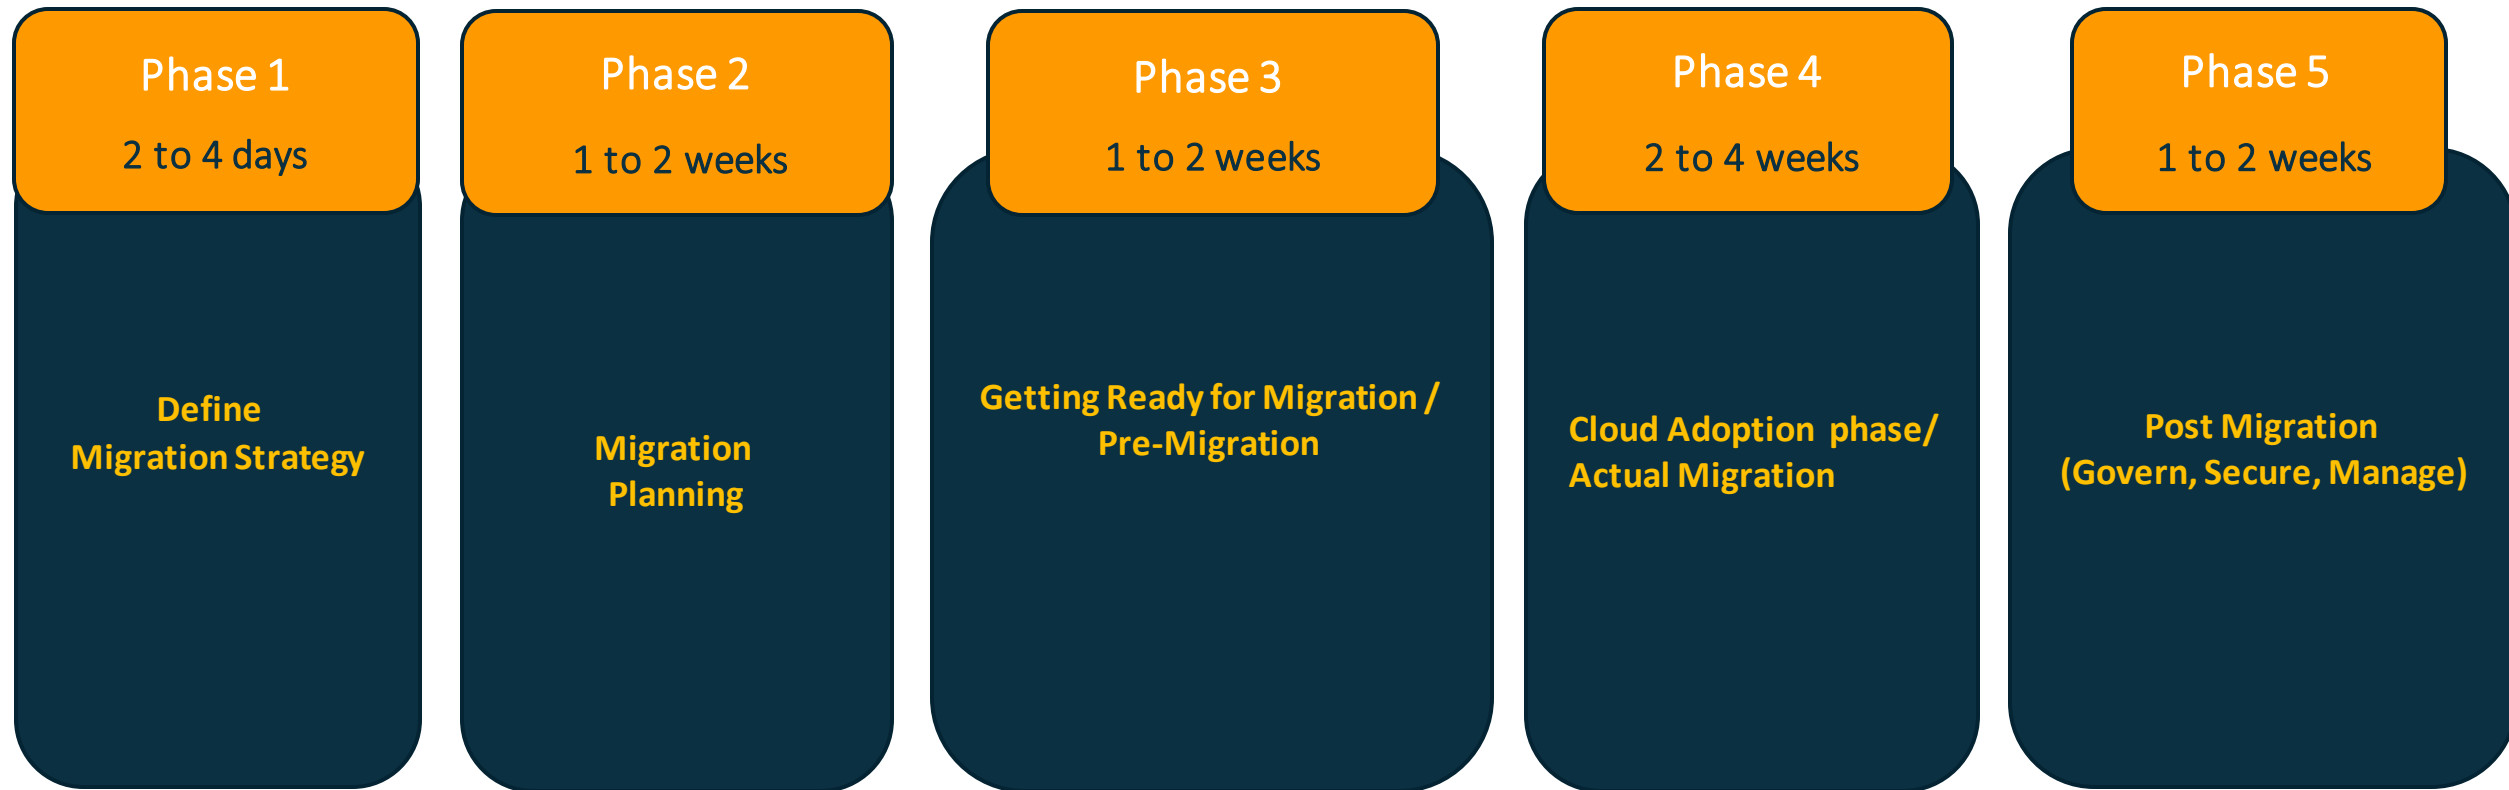 Phase 1
2 to 4 days
Define
Migration Strategy
Phase 2
1 to 2 weeks
Migration
Planning
Phase 3
1 to 2 weeks
Getting Ready for Migration /
Pre-Migration
Phase 4
2 to 4 weeks
Cloud Adoption phase/
Actual Migration
Phase 5
1 to 2 weeks
Post Migration
(Govern, Secure, Manage)